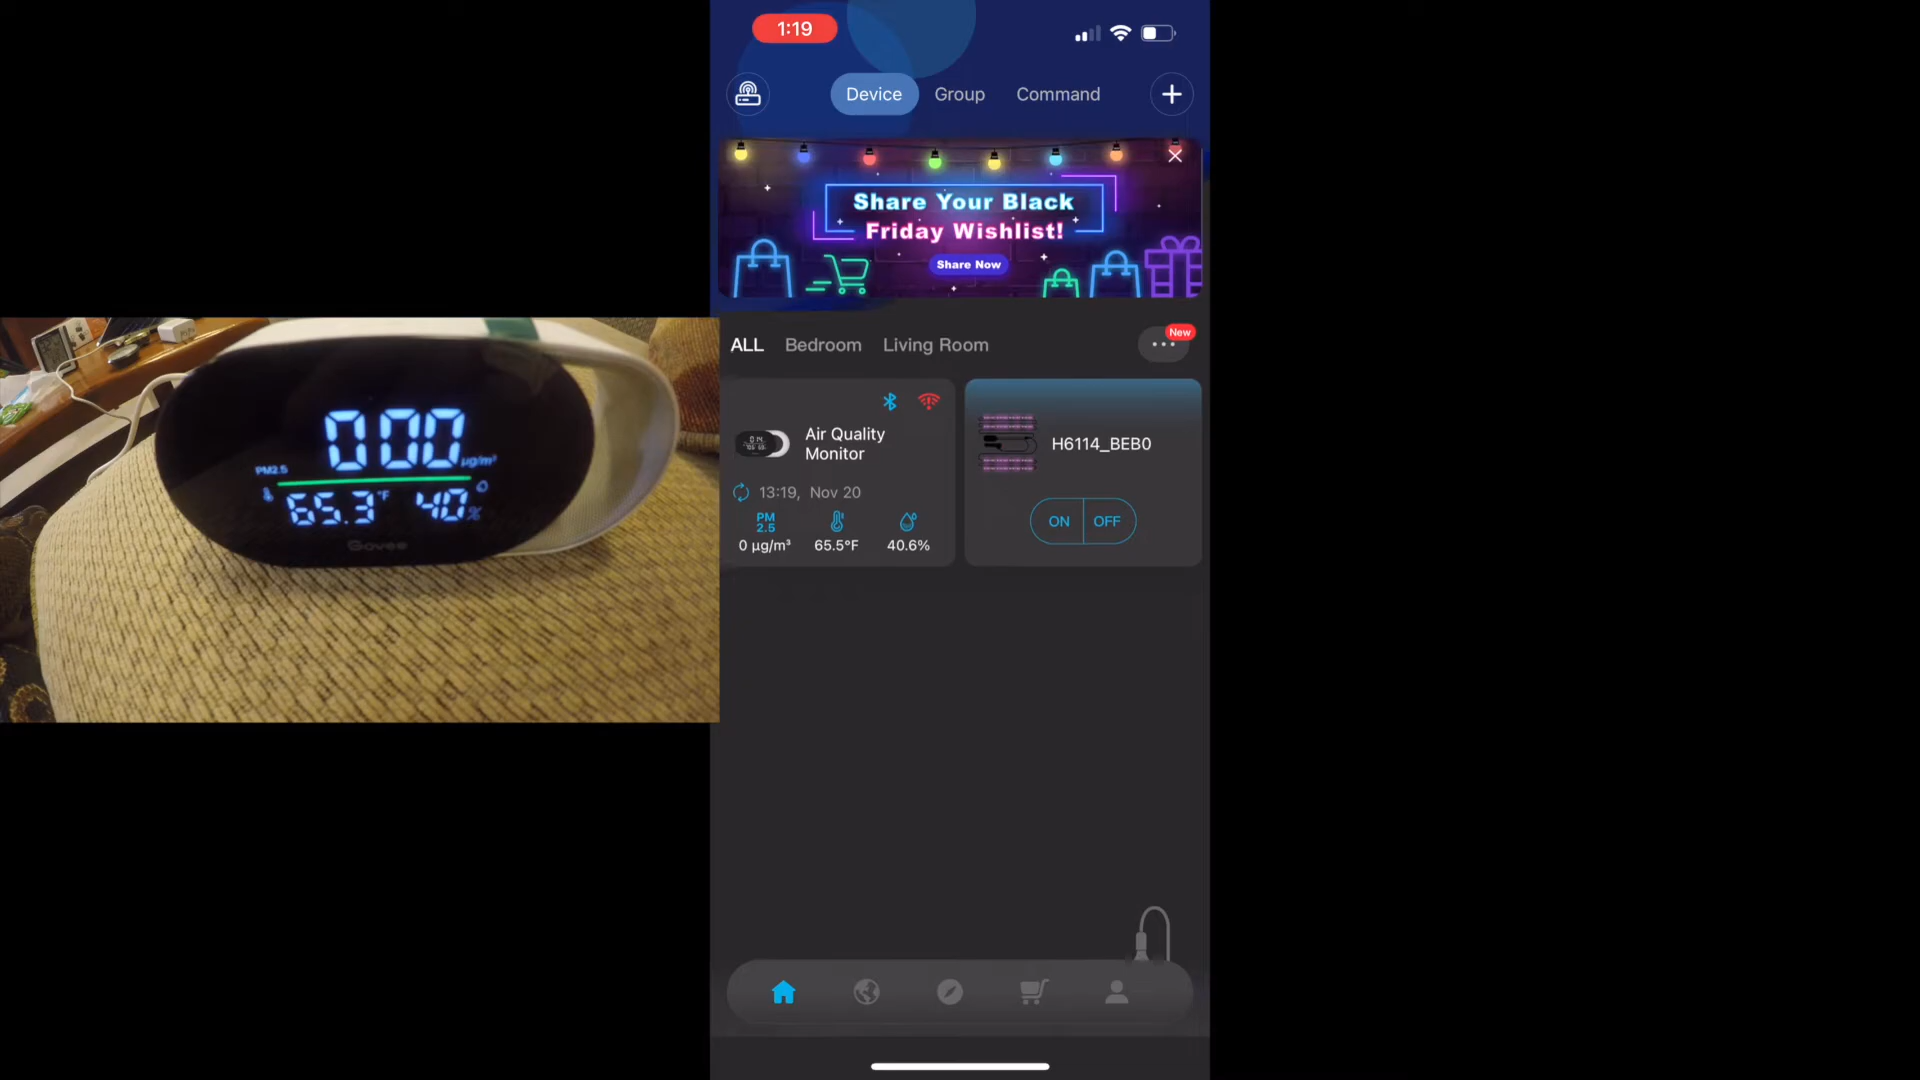 1:19
Device Group Command
Share Your Black
Friday Wishlist!
Share Now
ALL Bedroom Living Room
New
Air Quality
Monitor
13:19, Nov 20
PM
2.5
0 µg/m³ 65.5°F 40.6%
H6114_BEB0
ON OFF
000
PM2.5 µg/m³
65.3°F 40%
Govee